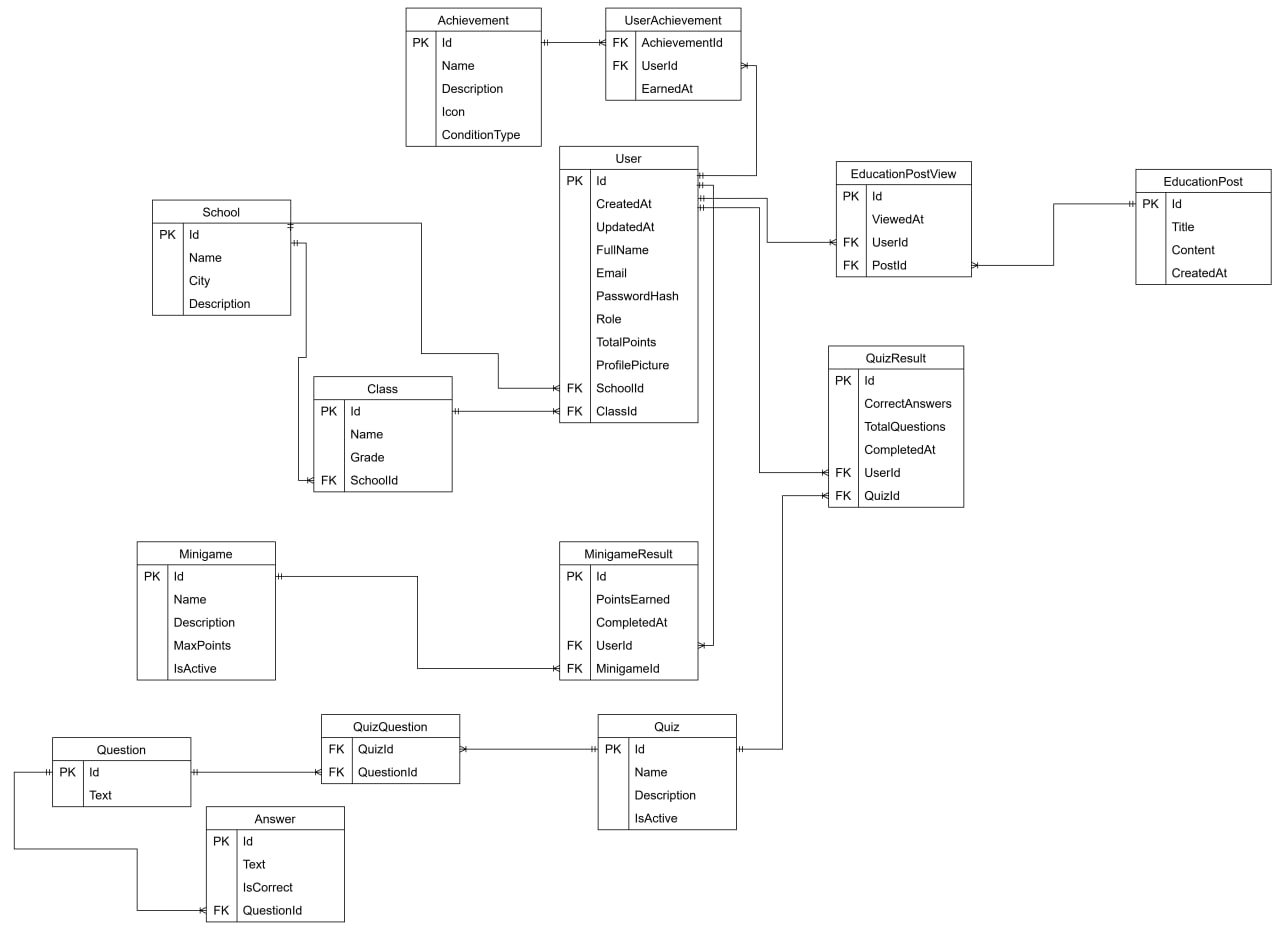 Achievement
PK Id
Name
Description
Icon
ConditionType
UserAchievement
FK AchievementId
FK UserId
EarnedAt
User
PK Id
CreatedAt
UpdatedAt
FullName
Email
PasswordHash
Role
TotalPoints
ProfilePicture
FK SchoolId
FK ClassId
EducationPostView
PK Id
ViewedAt
FK UserId
FK PostId
EducationPost
PK Id
Title
Content
CreatedAt
School
PK Id
Name
City
Description
Class
PK Id
Name
Grade
FK SchoolId
QuizResult
PK Id
CorrectAnswers
TotalQuestions
CompletedAt
FK UserId
FK QuizId
Minigame
PK Id
Name
Description
MaxPoints
IsActive
MinigameResult
PK Id
PointsEarned
CompletedAt
FK UserId
FK MinigameId
Question
PK Id
Text
QuizQuestion
FK QuizId
FK QuestionId
Quiz
PK Id
Name
Description
IsActive
Answer
PK Id
Text
IsCorrect
FK QuestionId